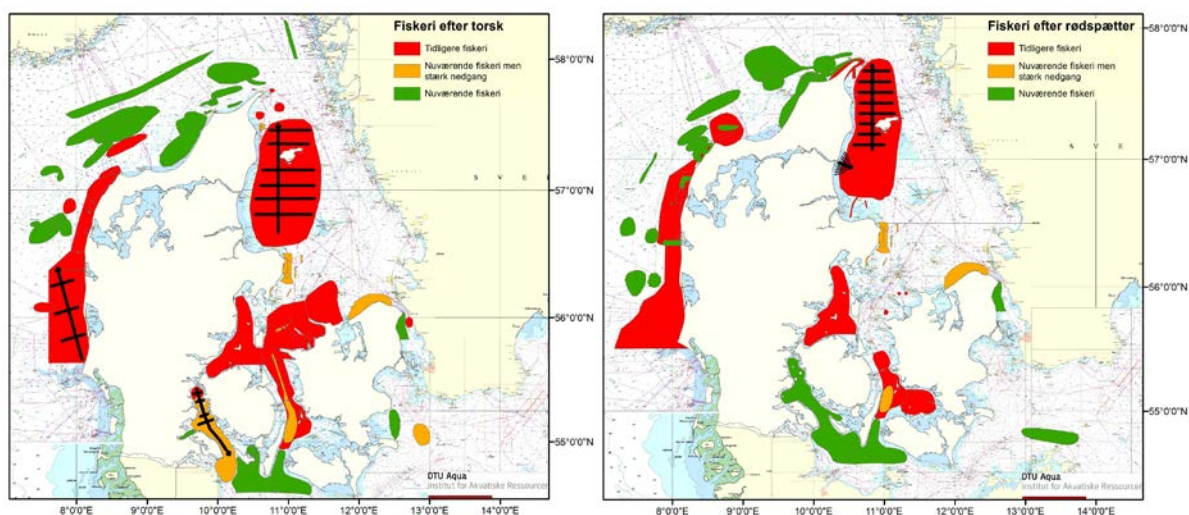 Fiskeri efter torsk
Tidligere fiskeri
Nuværende fiskeri men
stærk nedgang
Nuværende fiskeri
58°0'0"N
57°0'0"N
56°0'0"N
55°0'0"N
S V E
DTU Aqua
Institut for Akvatiske Ressourcer
8°0'0"E 9°0'0"E 10°0'0"E 11°0'0"E 12°0'0"E 13°0'0"E 14°0'0"E
Fiskeri efter rødspætter
Tidligere fiskeri
Nuværende fiskeri men
stærk nedgang
Nuværende fiskeri
58°0'0"N
57°0'0"N
56°0'0"N
55°0'0"N
S V E
DTU Aqua
Institut for Akvatiske Ressourcer
8°0'0"E 9°0'0"E 10°0'0"E 11°0'0"E 12°0'0"E 13°0'0"E 14°0'0"E